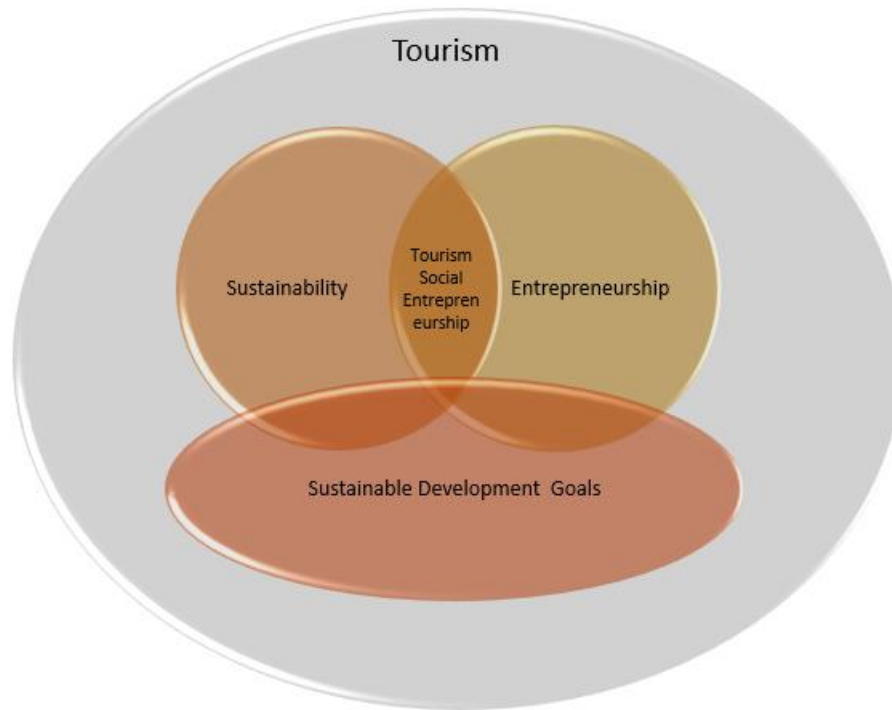 Tourism
Sustainability
Tourism
Social
Entrepren
eurship
Entrepreneurship
Sustainable Development  Goals